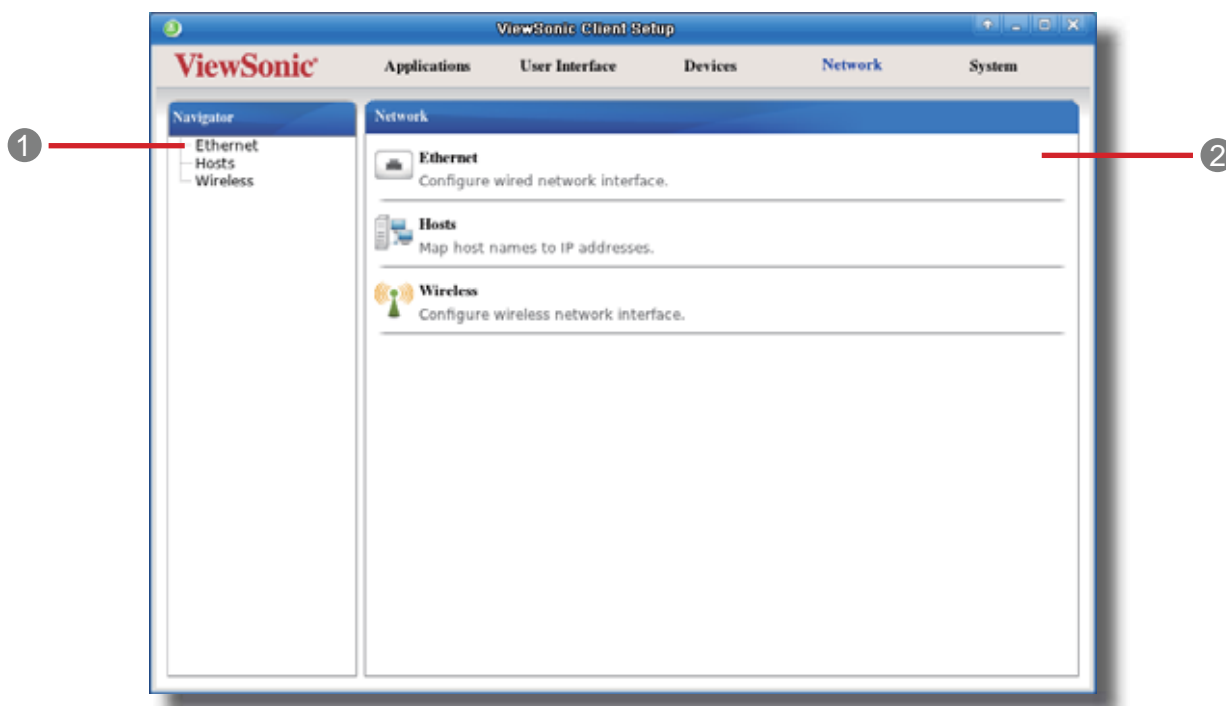 ViewSonic Client Setup
ViewSonic®
Applications User Interface Devices Network System
Navigator
Network
1
Ethernet
Hosts
Wireless
Ethernet
Configure wired network interface.
2
Hosts
Map host names to IP addresses.
Wireless
Configure wireless network interface.